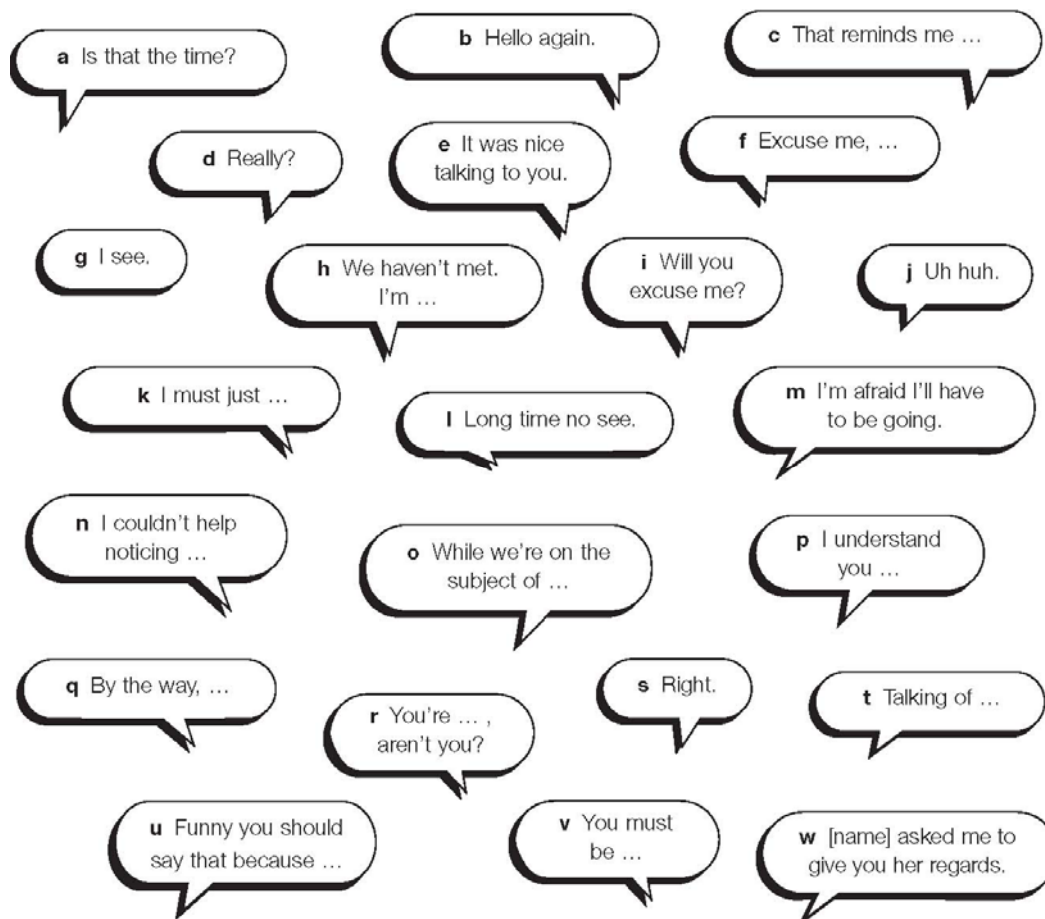 a Is that the time?
b Hello again.
c That reminds me ...
d Really?
e It was nice
talking to you.
f Excuse me, ...
g I see.
h We haven't met.
I'm ...
i Will you
excuse me?
j Uh huh.
k I must just ...
l Long time no see.
m I'm afraid I'll have
to be going.
n I couldn't help
noticing ...
o While we're on the
subject of ...
p I understand
you ...
q By the way, ...
r You're ... ,
aren't you?
s Right.
t Talking of ...
u Funny you should
say that because ...
v You must
be ...
w [name] asked me to
give you her regards.